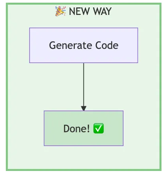 🎉 NEW WAY
Generate Code
Done! ✅